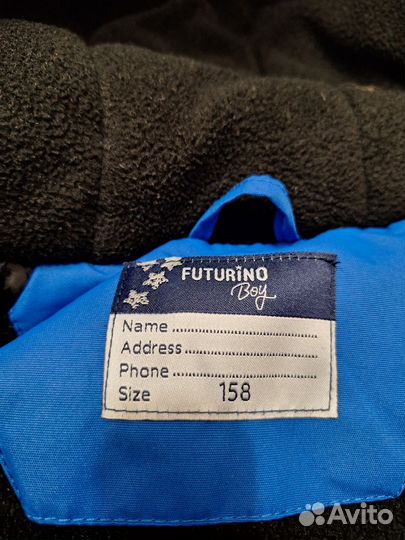 FUTURiNO
Boy
Name..............................
Address..........................
Phone............................
Size 158
Avito